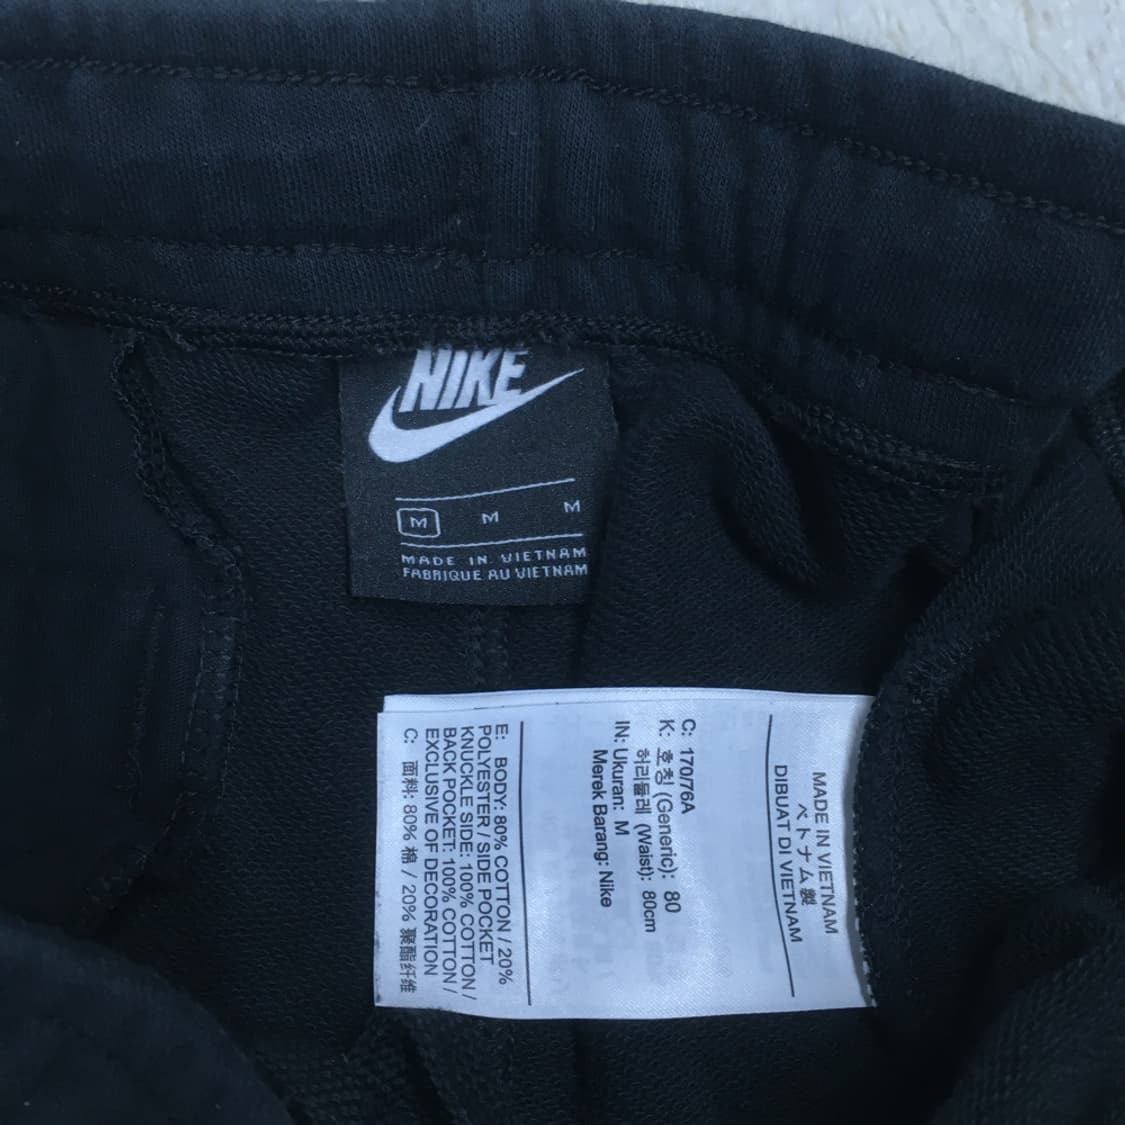 NIKE
M M M
MADE IN VIETNAM
FABRIQUE AU VIETNAM
MADE IN VIETNAM
ベトナム製
DIBUAT DI VIETNAM
C: 170/76A
K: 호칭 (Generic): 80
허리둘레 (Waist): 80cm
IN: Ukuran: M
Merek Barang: Nike
E: BODY: 80% COTTON / 20%
POLYESTER / SIDE POCKET
KNUCKLE SIDE: 100% COTTON /
BACK POCKET: 100% COTTON /
EXCLUSIVE OF DECORATION
C: 面料: 80% 棉 / 20% 聚酯纤维